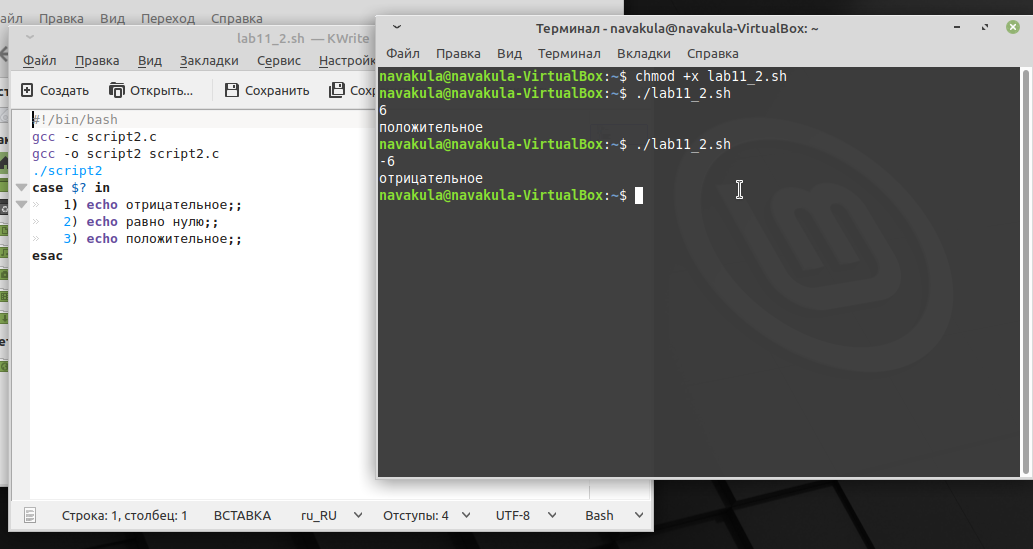 айл Правка Вид Переход Справка
lab11_2.sh — KWrite
Файл Правка Вид Закладки Сервис Настройк
Создать Открыть... Сохранить Сохр
#!/bin/bash
gcc -c script2.c
gcc -o script2 script2.c
./script2
case $? in
» 1) echo отрицательное;;
» 2) echo равно нулю;;
» 3) echo положительное;;
esac
Строка: 1, столбец: 1 ВСТАВКА ru_RU Отступы: 4 UTF-8 Bash
Терминал - navakula@navakula-VirtualBox: ~
Файл Правка Вид Терминал Вкладки Справка
navakula@navakula-VirtualBox:~$ chmod +x lab11_2.sh
navakula@navakula-VirtualBox:~$ ./lab11_2.sh
6
положительное
navakula@navakula-VirtualBox:~$ ./lab11_2.sh
-6
отрицательное
navakula@navakula-VirtualBox:~$